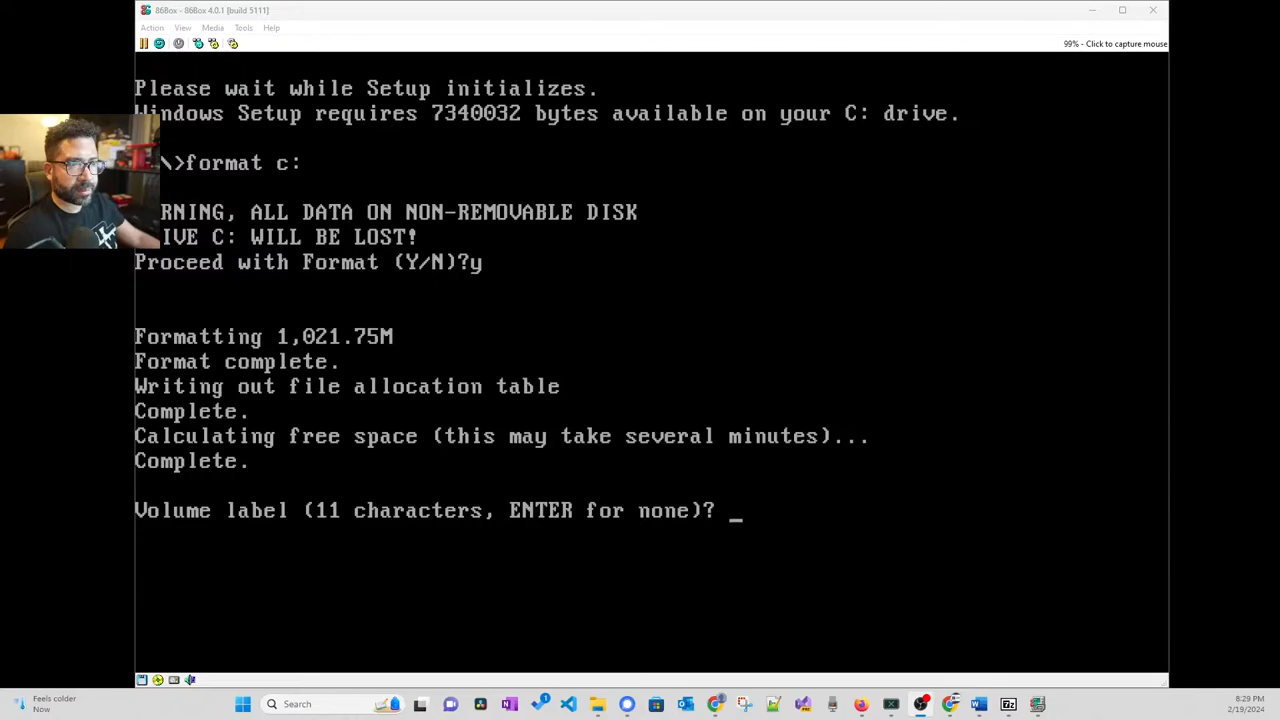 86Box - 86Box 4.0.1 [build 5111]
Action View Media Tools Help
99% - Click to capture mouse
Please wait while Setup initializes.
Windows Setup requires 7340032 bytes available on your C: drive.
\>format c:
RNING, ALL DATA ON NON-REMOVABLE DISK
IVE C: WILL BE LOST!
Proceed with Format (Y/N)?y
Formatting 1,021.75M
Format complete.
Writing out file allocation table
Complete.
Calculating free space (this may take several minutes)...
Complete.
Volume label (11 characters, ENTER for none)? _
Feels colder
Now
Search
8:29 PM
2/19/2024